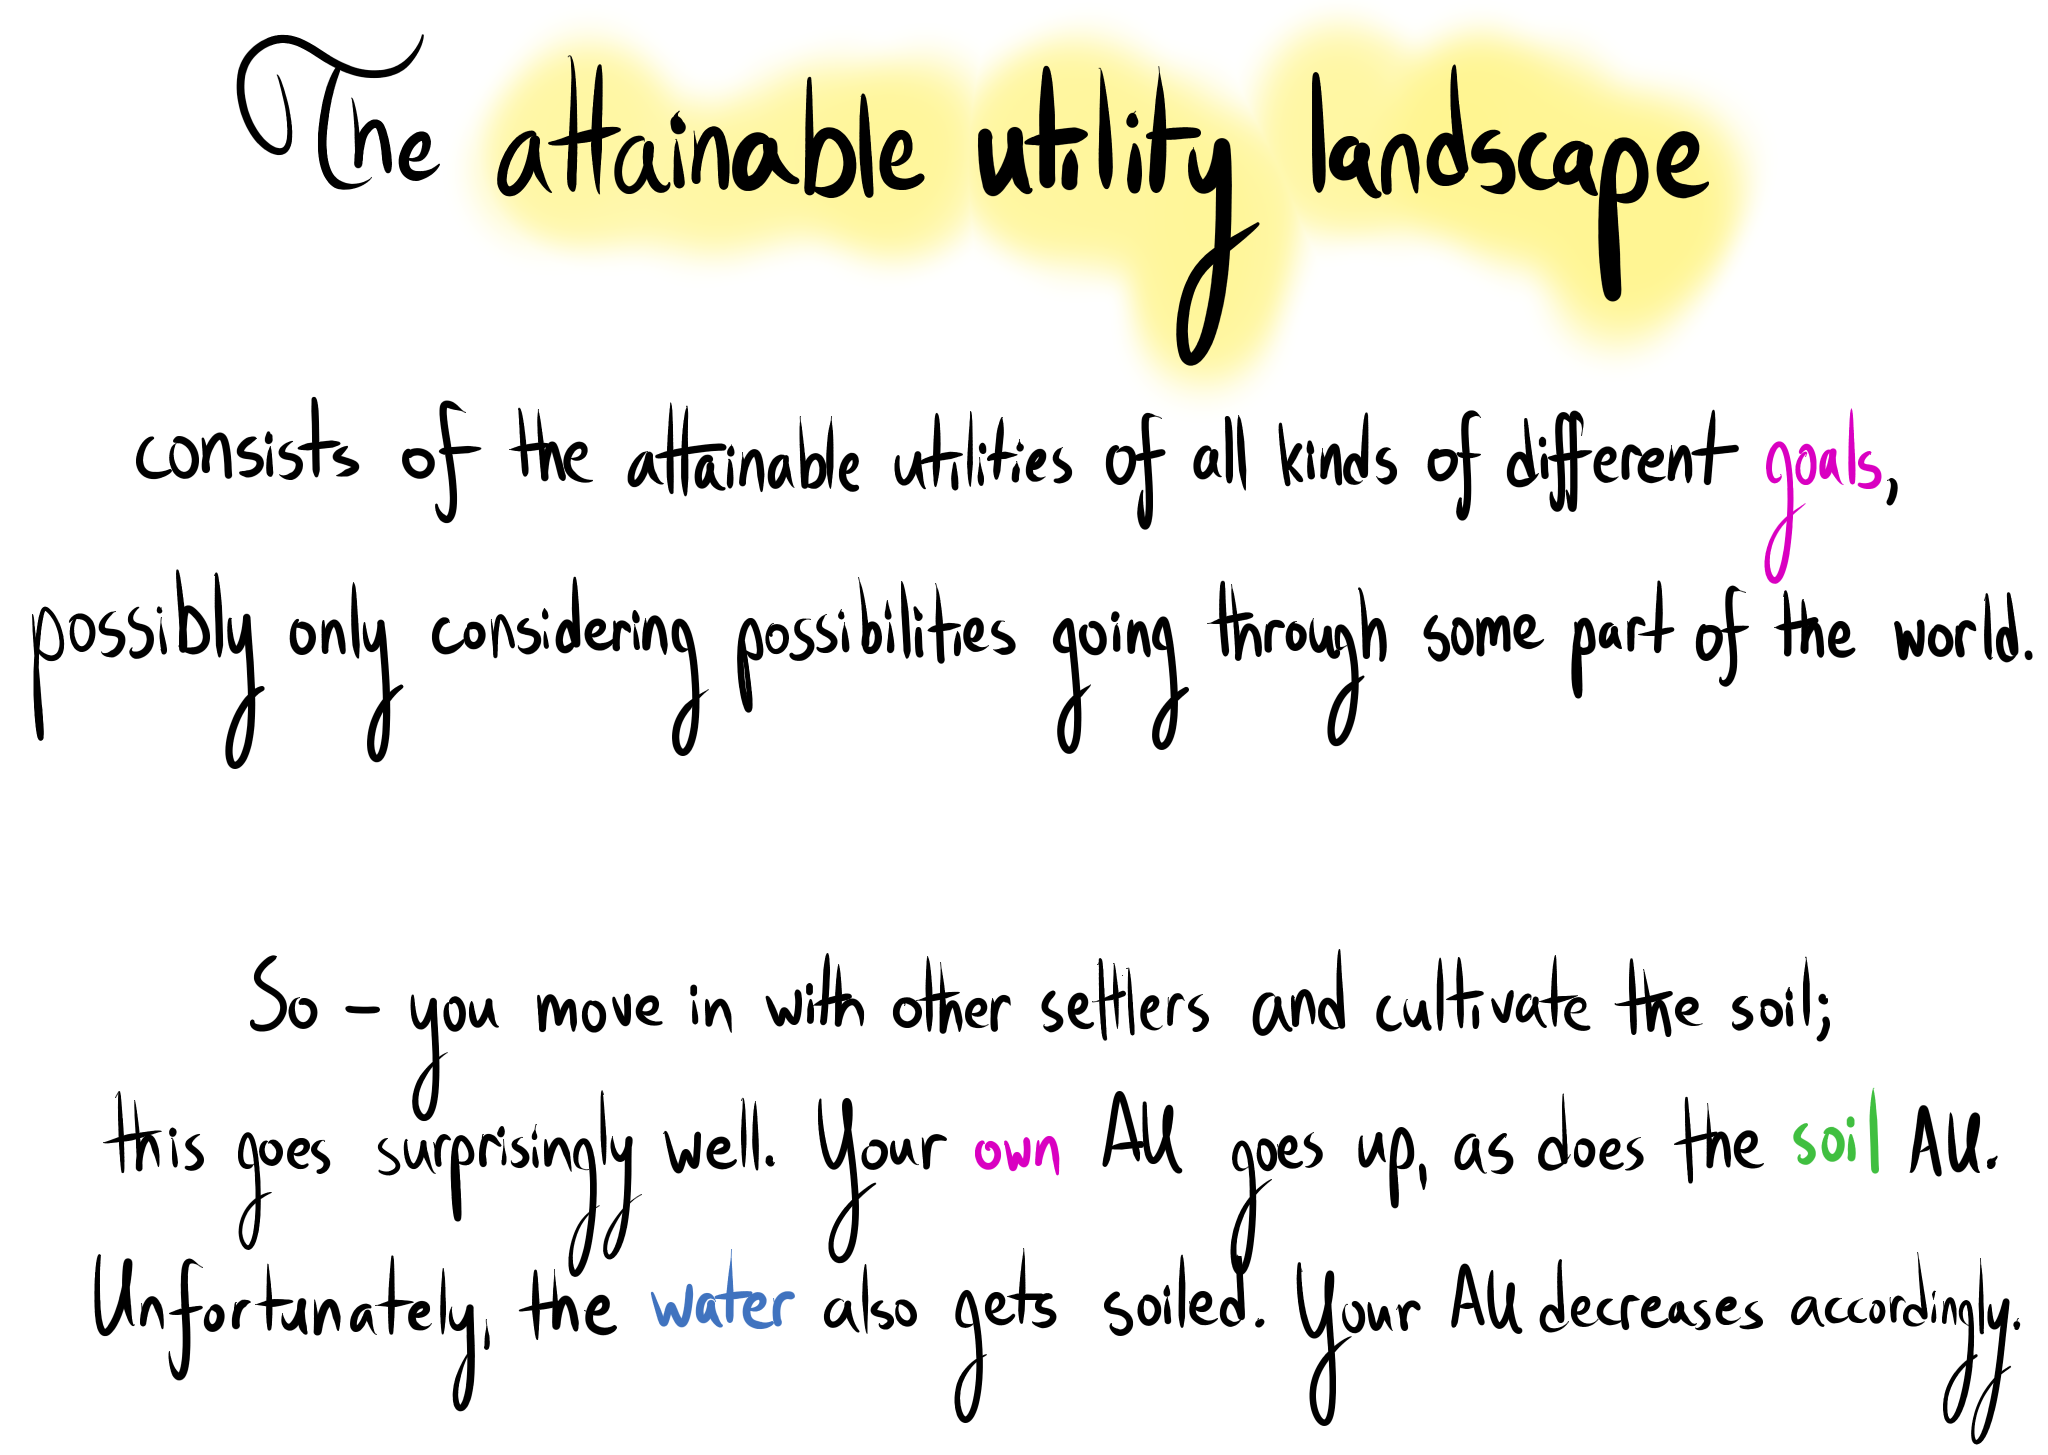 The attainable utility landscape
consists of the attainable utilities of all kinds of different goals,
possibly only considering possibilities going through some part of the world.
So – you move in with other settlers and cultivate the soil;
this goes surprisingly well. Your own AU goes up, as does the soil AU.
Unfortunately, the water also gets soiled. Your AU decreases accordingly.